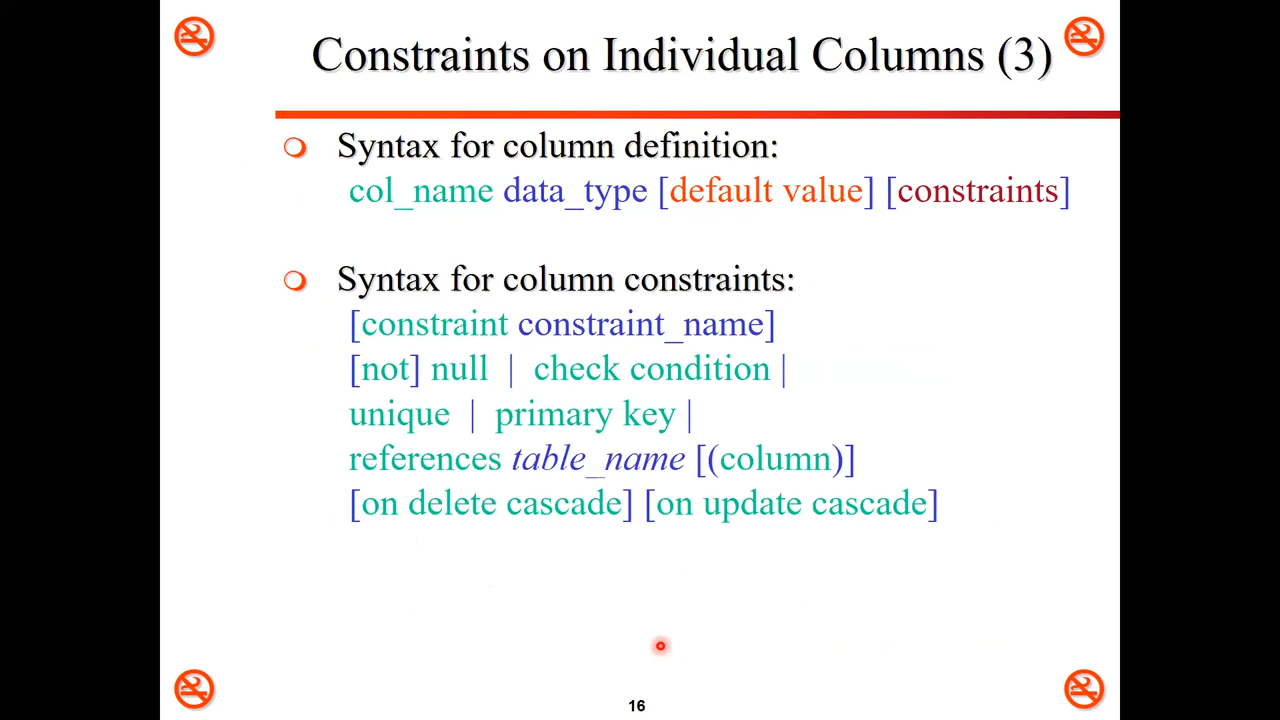 Constraints on Individual Columns (3)
Syntax for column definition:
col_name data_type [default value] [constraints]
Syntax for column constraints:
[constraint constraint_name]
[not] null | check condition |
unique | primary key |
references table_name [(column)]
[on delete cascade] [on update cascade]
16